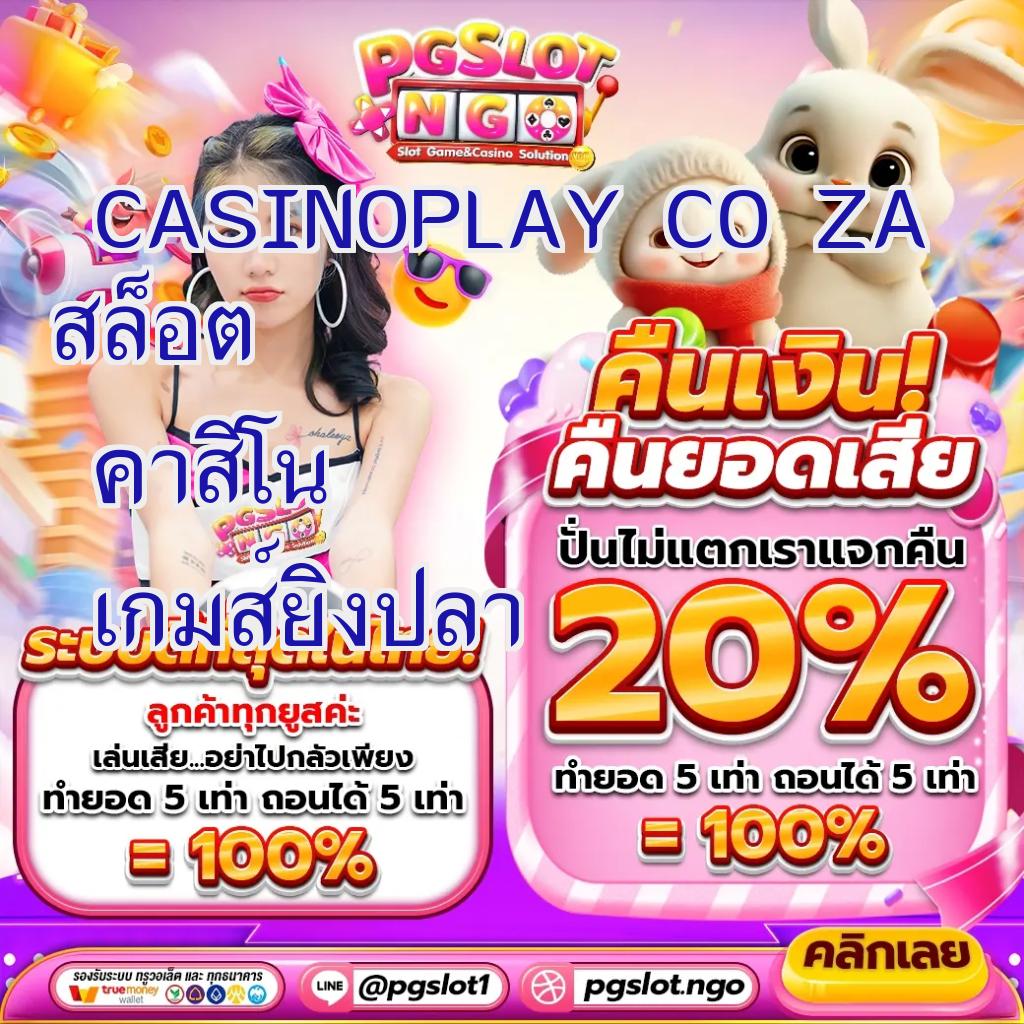 PGSLOT
NGO
Slot Game&Casino Solution
CASINOPLAY CO ZA
สล็อต
คาสิโน
เกมส์ยิงปลา
คืนเงิน!
คืนยอดเสีย
ปั่นไม่แตกเราแจกคืน
20%
ทำยอด 5 เท่า ถอนได้ 5 เท่า
= 100%
ลูกค้าทุกยูสค่ะ
เล่นเสีย...อย่าไปกลัวเพียง
ทำยอด 5 เท่า ถอนได้ 5 เท่า
= 100%
คลิกเลย
รองรับระบบ ทรูวอเล็ต และ ทุกธนาคาร
truemoney
wallet
LINE @pgslot1
pgslot.ngo